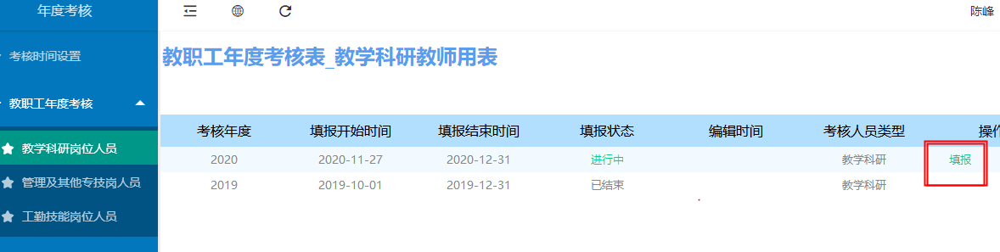 年度考核
陈峰
考核时间设置
教职工年度考核
教学科研岗位人员
管理及其他专技岗人员
工勤技能岗位人员
教职工年度考核表_教学科研教师用表
考核年度 填报开始时间 填报结束时间 填报状态 编辑时间 考核人员类型 操作
2020 2020-11-27 2020-12-31 进行中 教学科研 填报
2019 2019-10-01 2019-12-31 已结束 教学科研